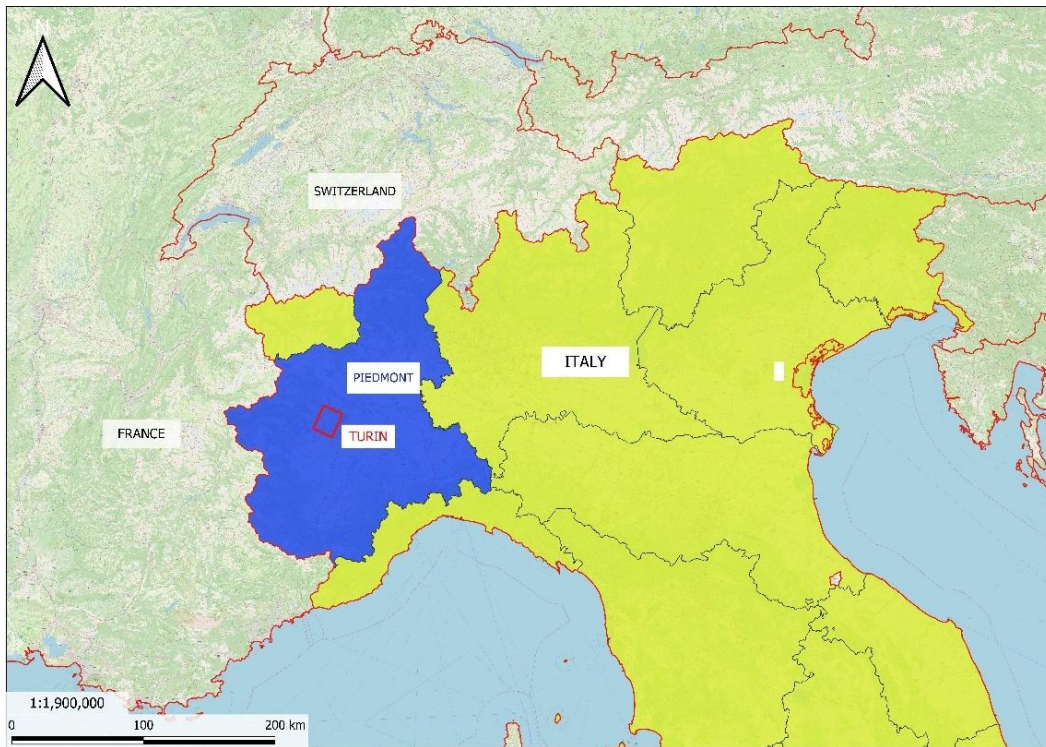 N
SWITZERLAND
ITALY
PIEDMONT
FRANCE
TURIN
1:1,900,000
0 100 200 km